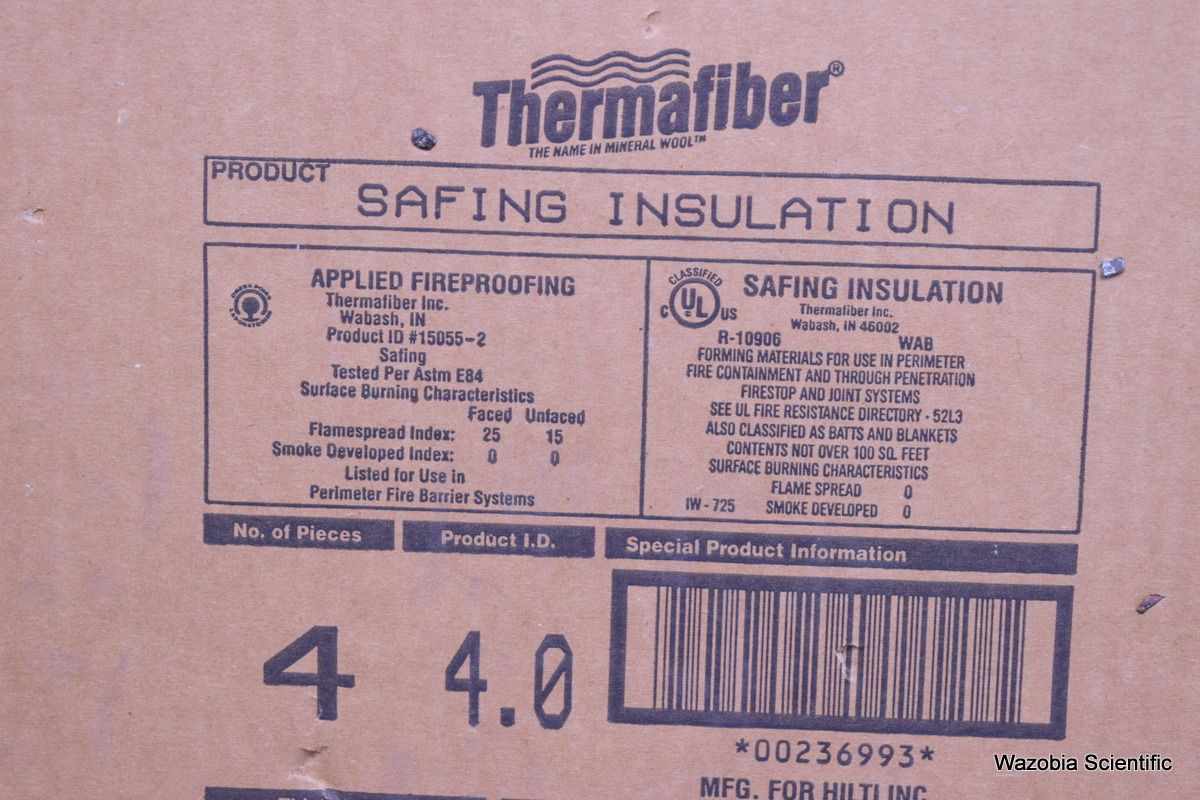 Thermafiber®
THE NAME IN MINERAL WOOL™
PRODUCT
SAFING INSULATION
APPLIED FIREPROOFING
Thermafiber Inc.
Wabash, IN
Product ID #15055-2
Safing
Tested Per Astm E84
Surface Burning Characteristics
Faced Unfaced
Flamespread Index: 25 15
Smoke Developed Index: 0 0
Listed for Use in
Perimeter Fire Barrier Systems
CLASSIFIED
C UL US
SAFING INSULATION
Thermafiber Inc.
Wabash, IN 46002
R-10906 WAB
FORMING MATERIALS FOR USE IN PERIMETER
FIRE CONTAINMENT AND THROUGH PENETRATION
FIRESTOP AND JOINT SYSTEMS
SEE UL FIRE RESISTANCE DIRECTORY - 52L3
ALSO CLASSIFIED AS BATTS AND BLANKETS
CONTENTS NOT OVER 100 SQ. FEET
SURFACE BURNING CHARACTERISTICS
FLAME SPREAD 0
IW - 725 SMOKE DEVELOPED 0
No. of Pieces
Product I.D.
Special Product Information
4
4.0
*00236993*
MFG. FOR HILTI INC
Wazobia Scientific